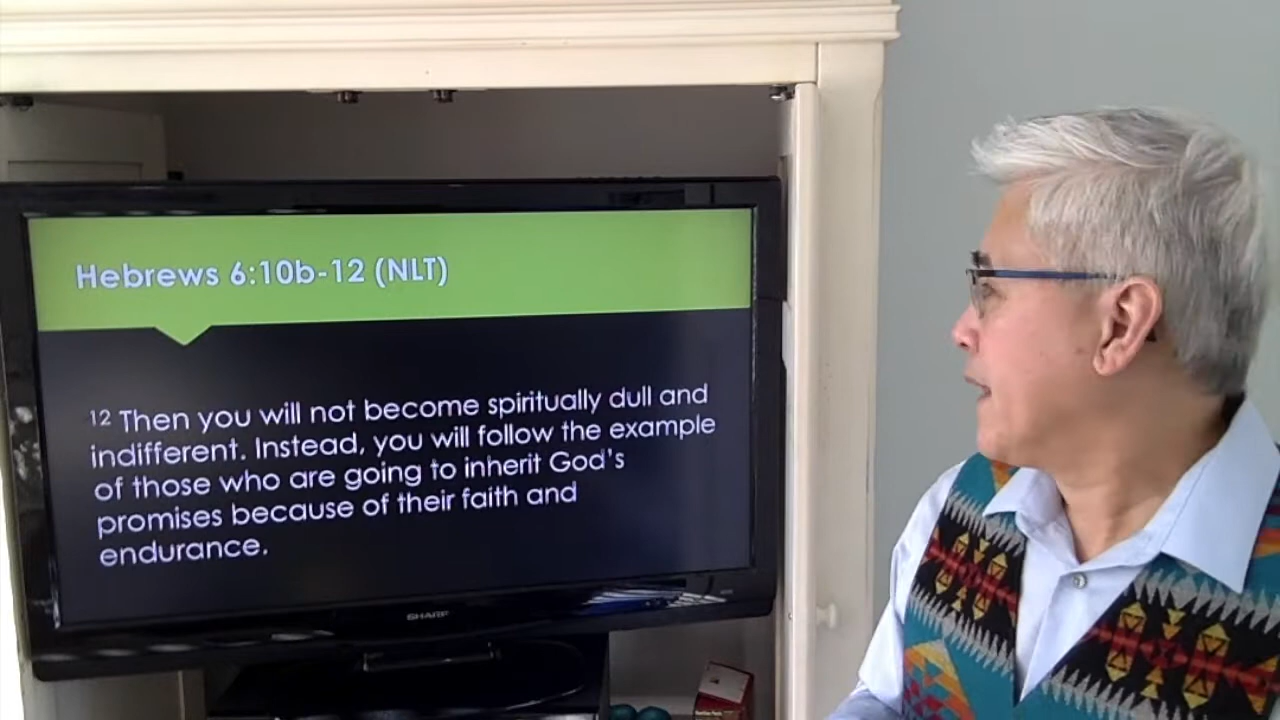 Hebrews 6:10b-12 (NLT)
12 Then you will not become spiritually dull and
indifferent. Instead, you will follow the example
of those who are going to inherit God's
promises because of their faith and
endurance.
SHARP